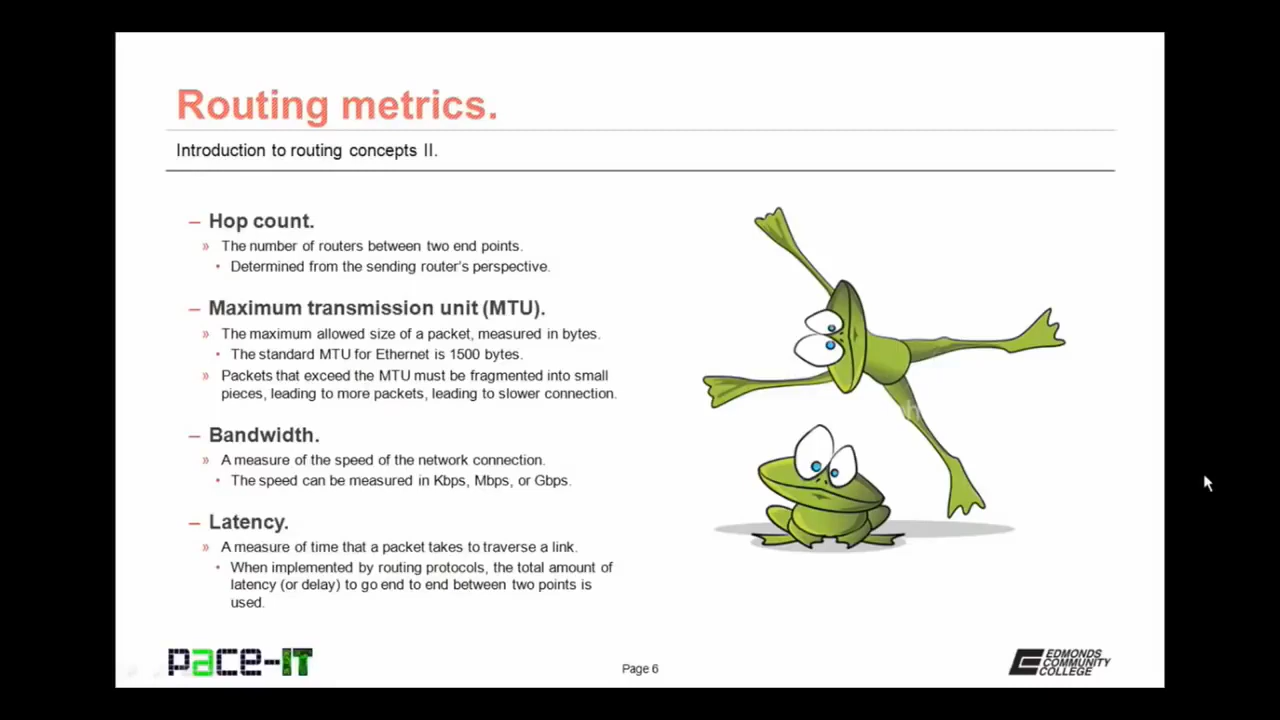 Routing metrics.
Introduction to routing concepts II.
– Hop count.
» The number of routers between two end points.
• Determined from the sending router's perspective.
– Maximum transmission unit (MTU).
» The maximum allowed size of a packet, measured in bytes.
• The standard MTU for Ethernet is 1500 bytes.
» Packets that exceed the MTU must be fragmented into small
pieces, leading to more packets, leading to slower connection.
– Bandwidth.
» A measure of the speed of the network connection.
• The speed can be measured in Kbps, Mbps, or Gbps.
– Latency.
» A measure of time that a packet takes to traverse a link.
• When implemented by routing protocols, the total amount of
latency (or delay) to go end to end between two points is
used.
pace-IT
Page 6
EDMONDS
COMMUNITY
COLLEGE